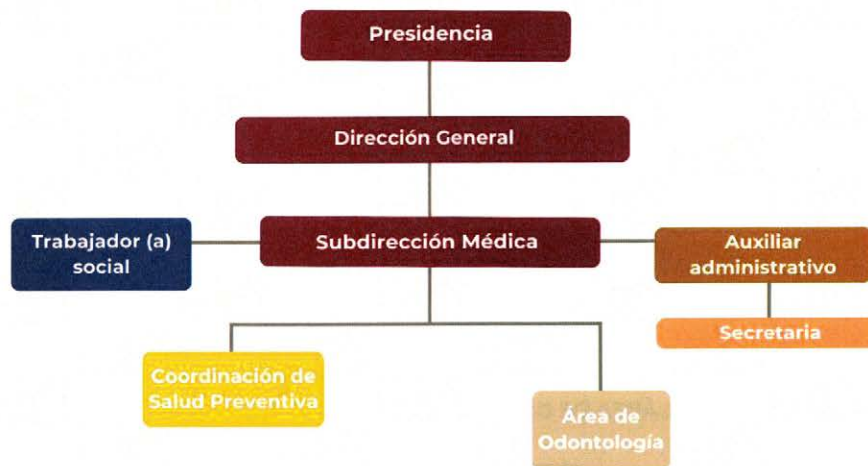 Presidencia
Dirección General
Trabajador (a)
social
Subdirección Médica
Auxiliar
administrativo
Secretaria
Coordinación de
Salud Preventiva
Área de
Odontología